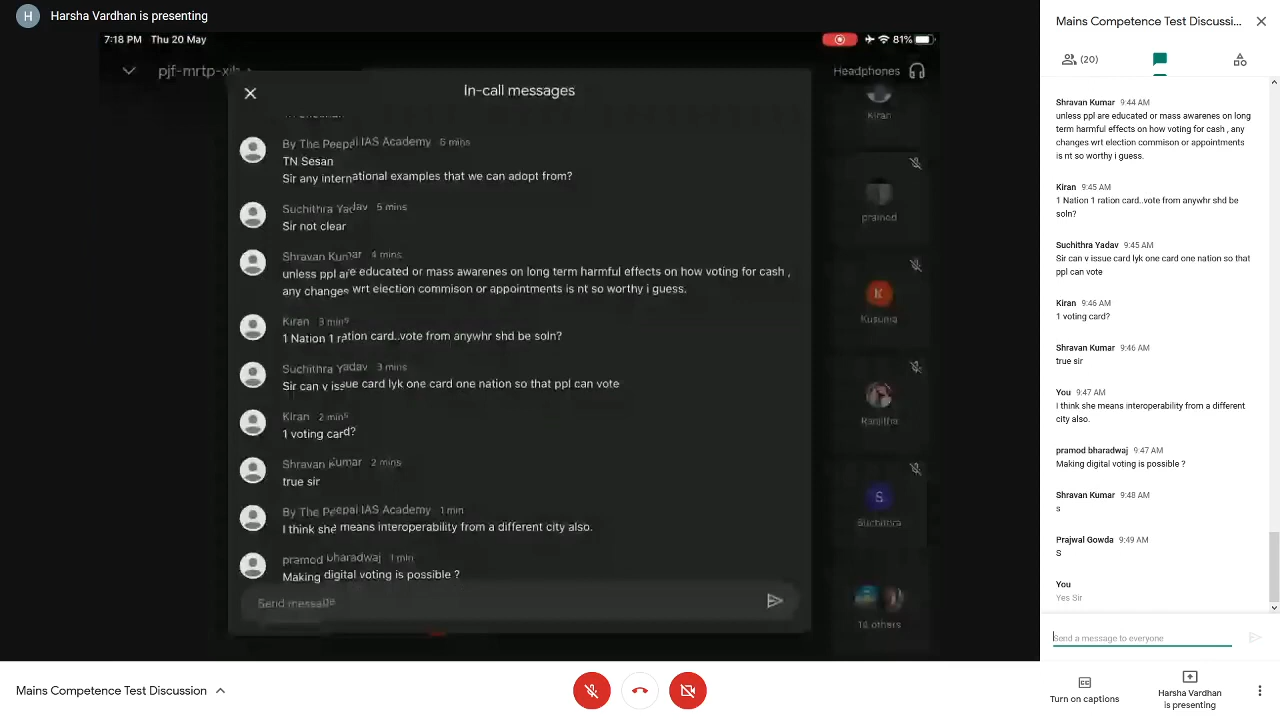 H
Harsha Vardhan is presenting
7:18 PM Thu 20 May
81%
pjf-mrtp-xih
Headphones
In-call messages
By The Peepal IAS Academy 5 mins
TN Sesan
Sir any international examples that we can adopt from?
Suchithra Yadav 5 mins
Sir not clear
Shravan Kumar 4 mins
unless ppl are educated or mass awarenes on long term harmful effects on how voting for cash ,
any changes wrt election commison or appointments is nt so worthy i guess.
Kiran 3 mins
1 Nation 1 ration card..vote from anywhr shd be soln?
Suchithra Yadav 3 mins
Sir can v issue card lyk one card one nation so that ppl can vote
Kiran 2 mins
1 voting card?
Shravan Kumar 2 mins
true sir
By The Peepal IAS Academy 1 min
I think she means interoperability from a different city also.
pramod bharadwaj 1 min
Making digital voting is possible ?
Send message
Kiran
pramod
K
Kusuma
Ranjitha
S
Suchithra
14 others
Mains Competence Test Discussi...
(20)
Shravan Kumar 9:44 AM
unless ppl are educated or mass awarenes on long
term harmful effects on how voting for cash , any
changes wrt election commison or appointments
is nt so worthy i guess.
Kiran 9:45 AM
1 Nation 1 ration card..vote from anywhr shd be
soln?
Suchithra Yadav 9:45 AM
Sir can v issue card lyk one card one nation so that
ppl can vote
Kiran 9:46 AM
1 voting card?
Shravan Kumar 9:46 AM
true sir
You 9:47 AM
I think she means interoperability from a different
city also.
pramod bharadwaj 9:47 AM
Making digital voting is possible ?
Shravan Kumar 9:48 AM
s
Prajwal Gowda 9:49 AM
S
You
Yes Sir
Send a message to everyone
Mains Competence Test Discussion
Turn on captions
Harsha Vardhan
is presenting